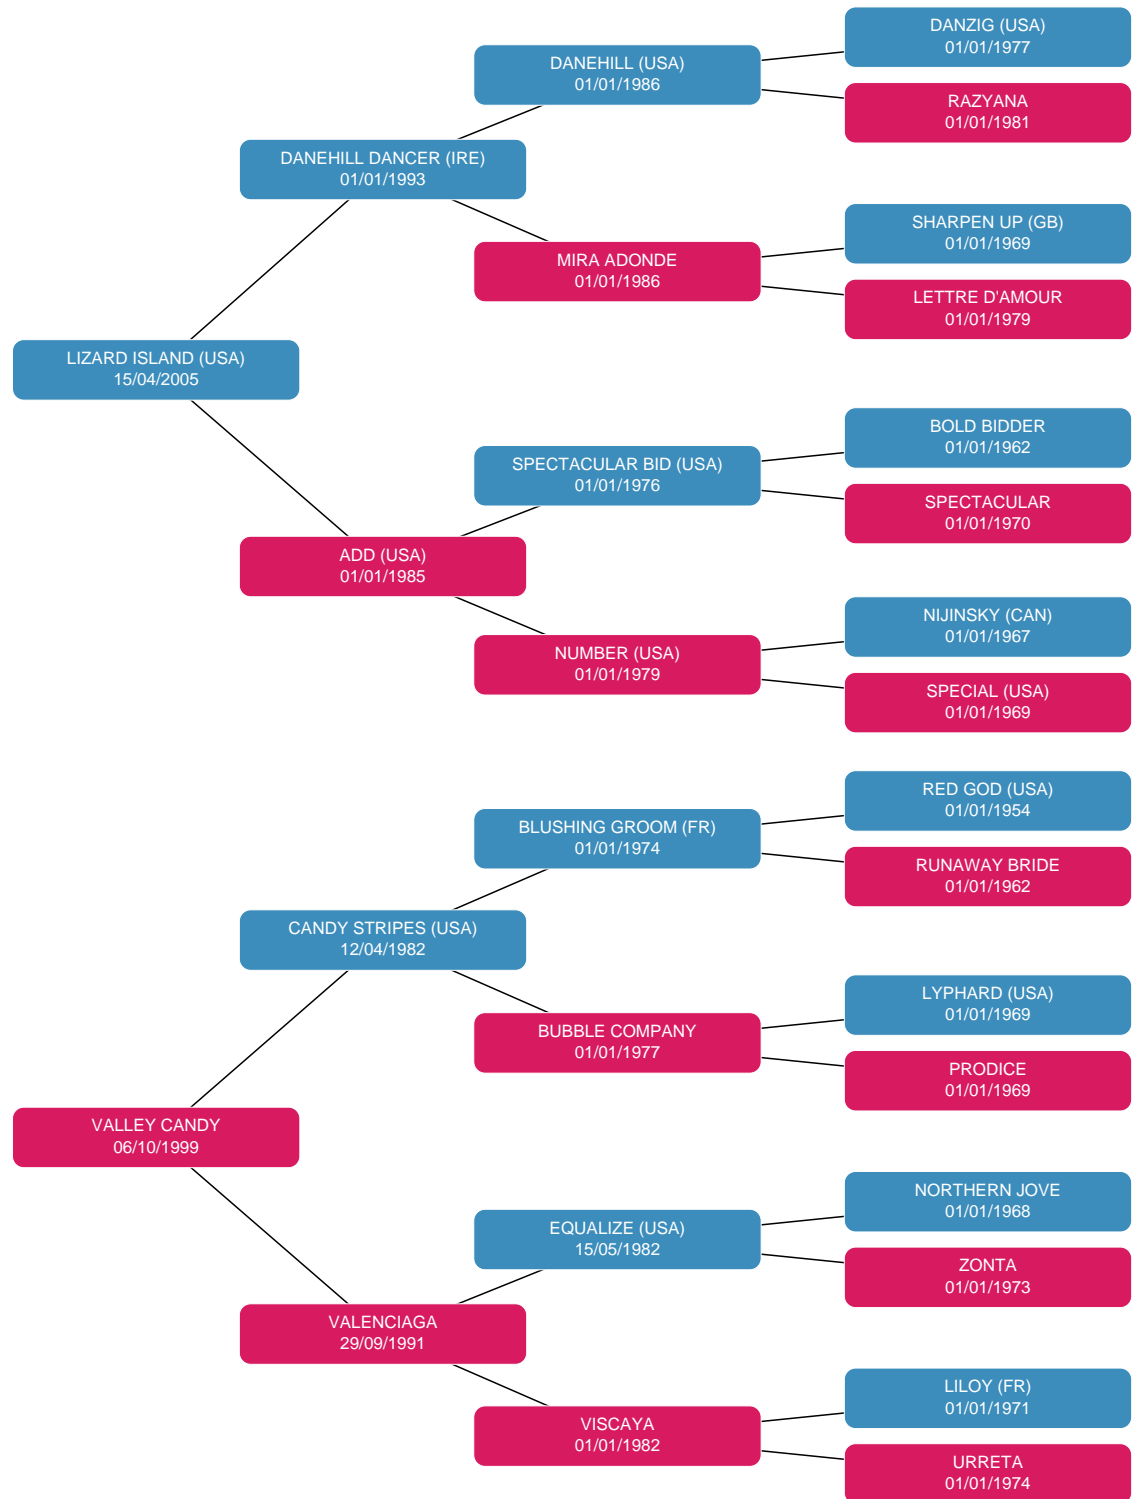 DANZIG (USA)
01/01/1977
DANEHILL (USA)
01/01/1986
RAZYANA
01/01/1981
DANEHILL DANCER (IRE)
01/01/1993
SHARPEN UP (GB)
01/01/1969
MIRA ADONDE
01/01/1986
LETTRE D'AMOUR
01/01/1979
LIZARD ISLAND (USA)
15/04/2005
BOLD BIDDER
01/01/1962
SPECTACULAR BID (USA)
01/01/1976
SPECTACULAR
01/01/1970
ADD (USA)
01/01/1985
NIJINSKY (CAN)
01/01/1967
NUMBER (USA)
01/01/1979
SPECIAL (USA)
01/01/1969
RED GOD (USA)
01/01/1954
BLUSHING GROOM (FR)
01/01/1974
RUNAWAY BRIDE
01/01/1962
CANDY STRIPES (USA)
12/04/1982
LYPHARD (USA)
01/01/1969
BUBBLE COMPANY
01/01/1977
PRODICE
01/01/1969
VALLEY CANDY
06/10/1999
NORTHERN JOVE
01/01/1968
EQUALIZE (USA)
15/05/1982
ZONTA
01/01/1973
VALENCIAGA
29/09/1991
LILOY (FR)
01/01/1971
VISCAYA
01/01/1982
URRETA
01/01/1974